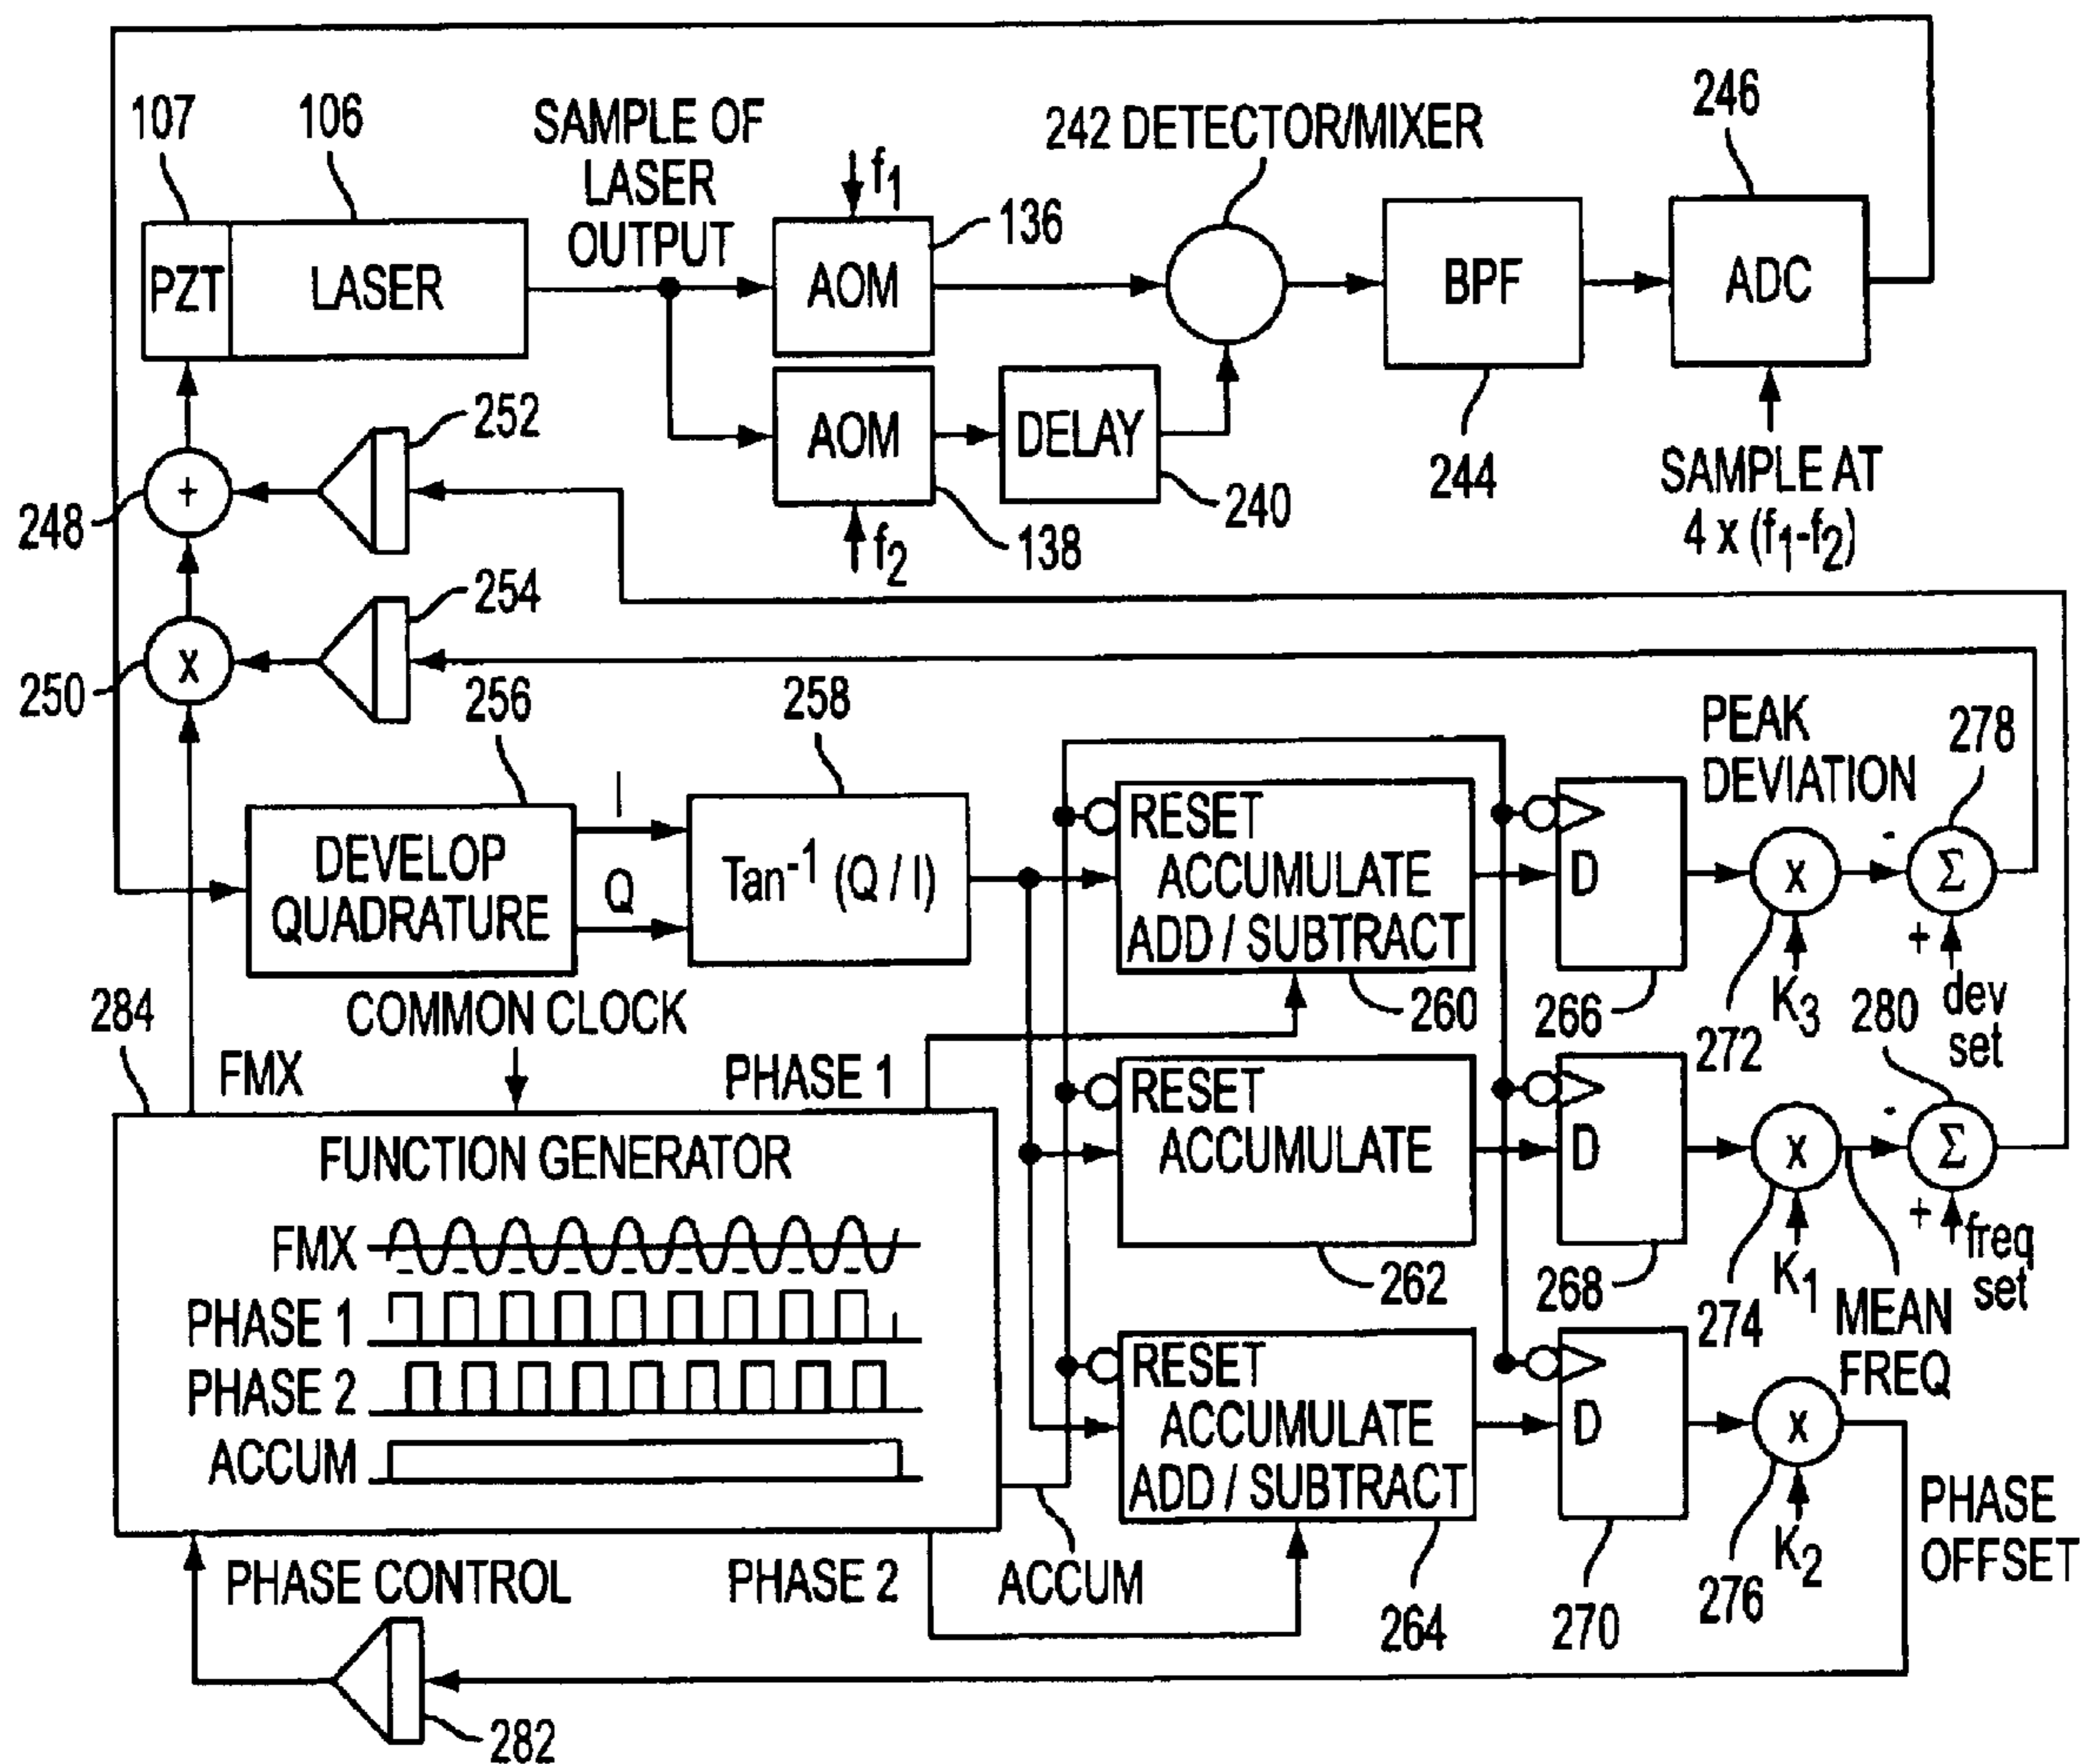 107
106
SAMPLE OF
LASER
OUTPUT
f1
136
242 DETECTOR/MIXER
246
PZT
LASER
AOM
BPF
ADC
252
AOM
DELAY
244
SAMPLE AT
4 x (f1-f2)
248
+
240
f2
138
254
250
x
256
258
PEAK
DEVIATION
278
I
Q
DEVELOP
QUADRATURE
Tan-1 (Q / I)
RESET
ACCUMULATE
ADD / SUBTRACT
D
x
-
Σ
+
dev
set
260
266
272
K3
280
284
COMMON CLOCK
FMX
PHASE 1
FUNCTION GENERATOR
RESET
ACCUMULATE
D
x
-
Σ
+
freq
set
262
268
274
K1
MEAN
FREQ
FMX
PHASE 1
PHASE 2
ACCUM
RESET
ACCUMULATE
ADD / SUBTRACT
D
x
PHASE
OFFSET
PHASE CONTROL
PHASE 2
ACCUM
264
270
276
K2
282